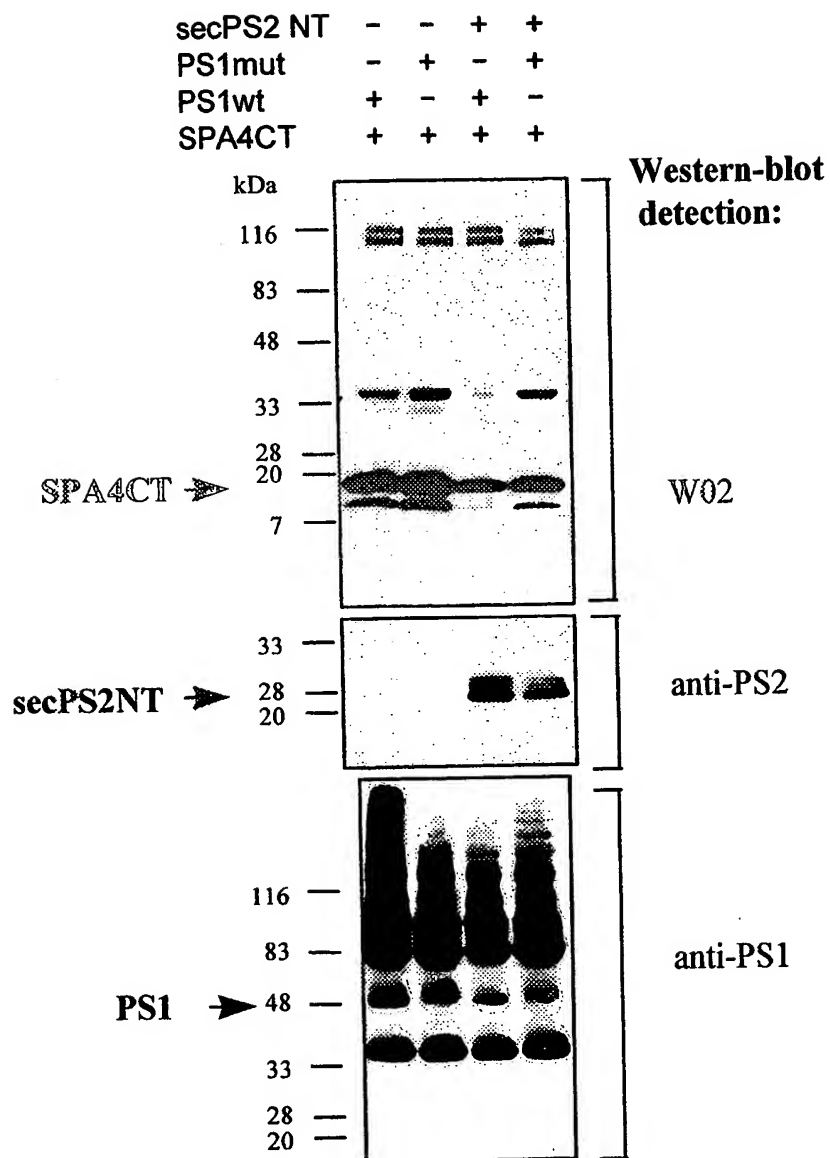 secPS2 NT - - + +
PS1mut - + - +
PS1wt + - + -
SPA4CT + + + +
kDa
Western-blot
detection:
116
83
48
33
28
20
SPA4CT
W02
7
33
secPS2NT
28
anti-PS2
20
116
83
anti-PS1
PS1
48
33
28
20